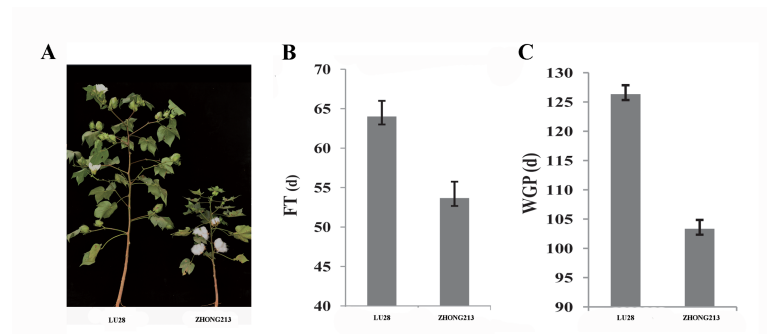 A
LU28 ZHONG213
B
FT (d)
70
65
60
55
50
45
40
LU28 ZHONG213
C
WGP (d)
130
125
120
115
110
105
100
95
90
LU28 ZHONG213